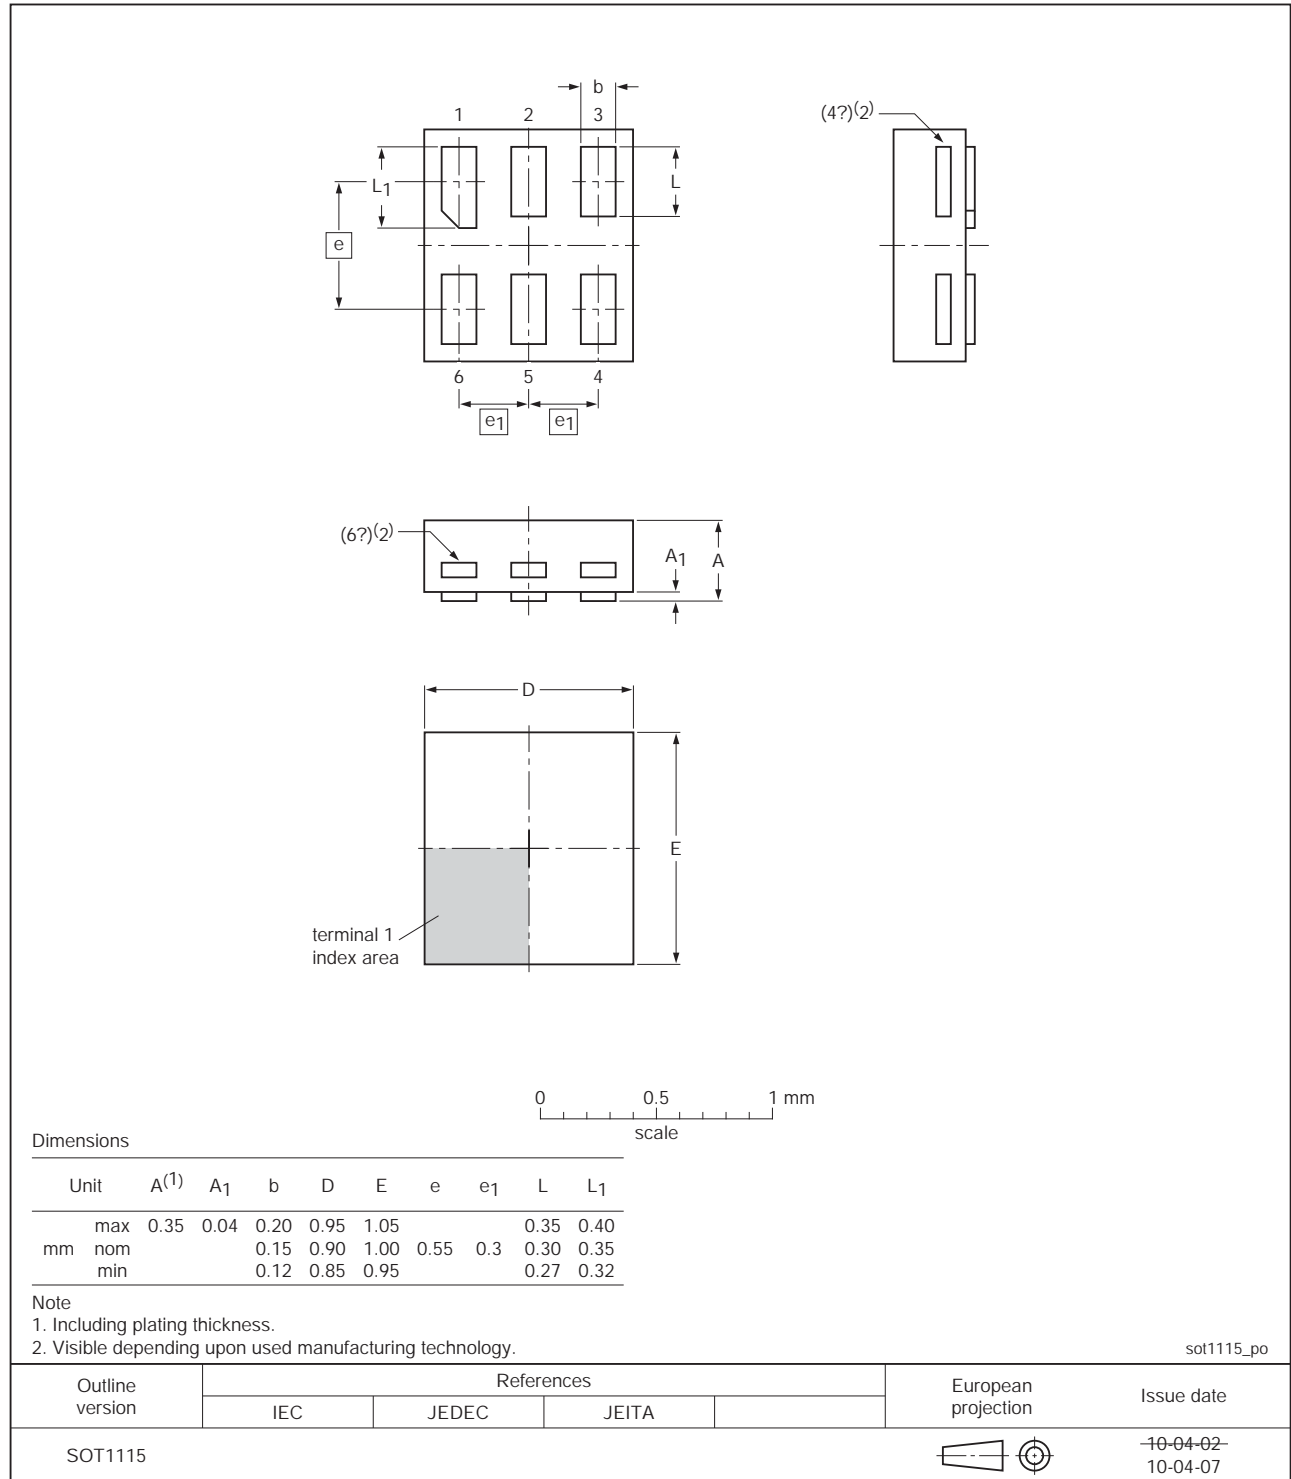 b
1 2 3
(4?)(2)
L1
L
e
6 5 4
e1 e1
(6?)(2)
A1
A
D
E
terminal 1
index area
0 0.5 1 mm
scale
Dimensions
Unit A(1) A1 b D E e e1 L L1
max 0.35 0.04 0.20 0.95 1.05 0.35 0.40
mm nom 0.15 0.90 1.00 0.55 0.3 0.30 0.35
min 0.12 0.85 0.95 0.27 0.32
Note
1. Including plating thickness.
2. Visible depending upon used manufacturing technology.
sot1115_po
Outline
version
References
IEC JEDEC JEITA
European
projection
Issue date
SOT1115
10-04-02
10-04-07